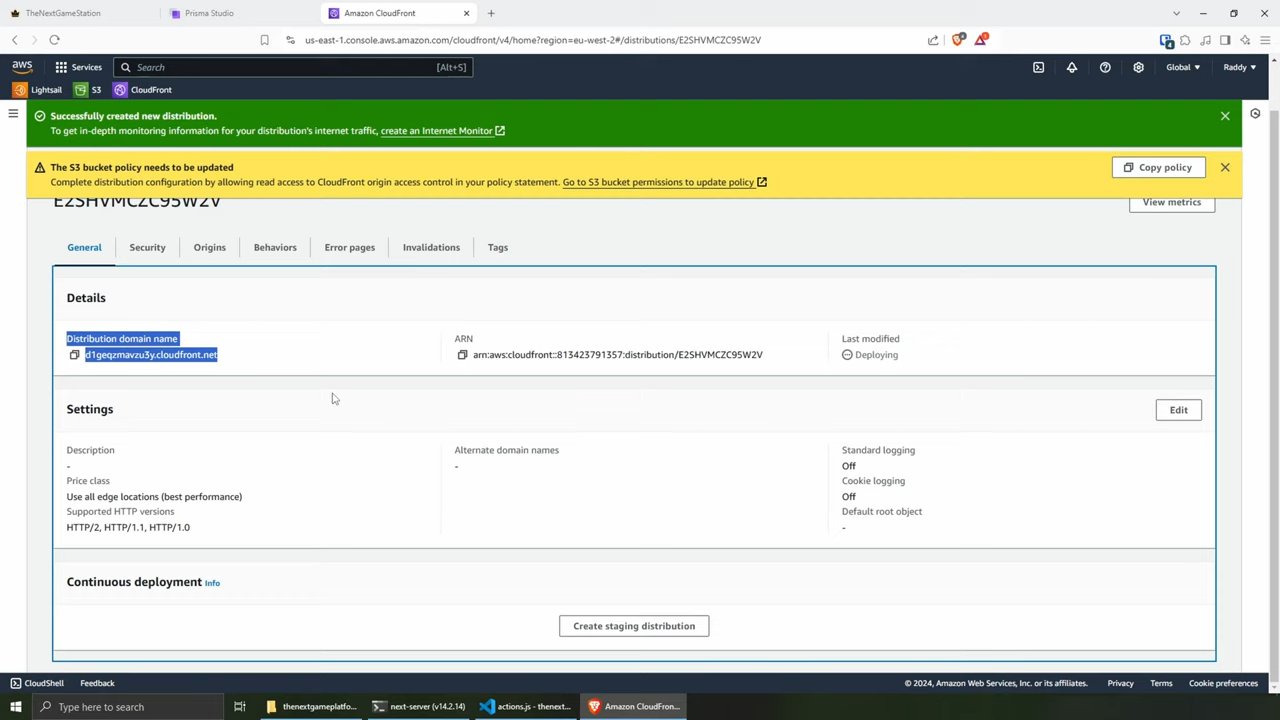 TheNextGameStation
Prisma Studio
Amazon CloudFront
us-east-1.console.aws.amazon.com/cloudfront/v4/home?region=eu-west-2#/distributions/E2SHVMCZC95W2V
aws
Services
Search
[Alt+S]
Global
Raddy
Lightsail
S3
CloudFront
Successfully created new distribution.
To get in-depth monitoring information for your distribution's internet traffic, create an Internet Monitor
The S3 bucket policy needs to be updated
Complete distribution configuration by allowing read access to CloudFront origin access control in your policy statement. Go to S3 bucket permissions to update policy
Copy policy
E2SHVMCZC95W2V
View metrics
General
Security
Origins
Behaviors
Error pages
Invalidations
Tags
Details
Distribution domain name
d1geqzmavzu3y.cloudfront.net
ARN
arn:aws:cloudfront::813423791357:distribution/E2SHVMCZC95W2V
Last modified
Deploying
Settings
Edit
Description
-
Price class
Use all edge locations (best performance)
Supported HTTP versions
HTTP/2, HTTP/1.1, HTTP/1.0
Alternate domain names
-
Standard logging
Off
Cookie logging
Off
Default root object
-
Continuous deployment Info
Create staging distribution
CloudShell
Feedback
© 2024, Amazon Web Services, Inc. or its affiliates.
Privacy
Terms
Cookie preferences
Type here to search
thenextgameplatfo...
next-server (v14.2.14)
actions.js - thenext...
Amazon CloudFron...